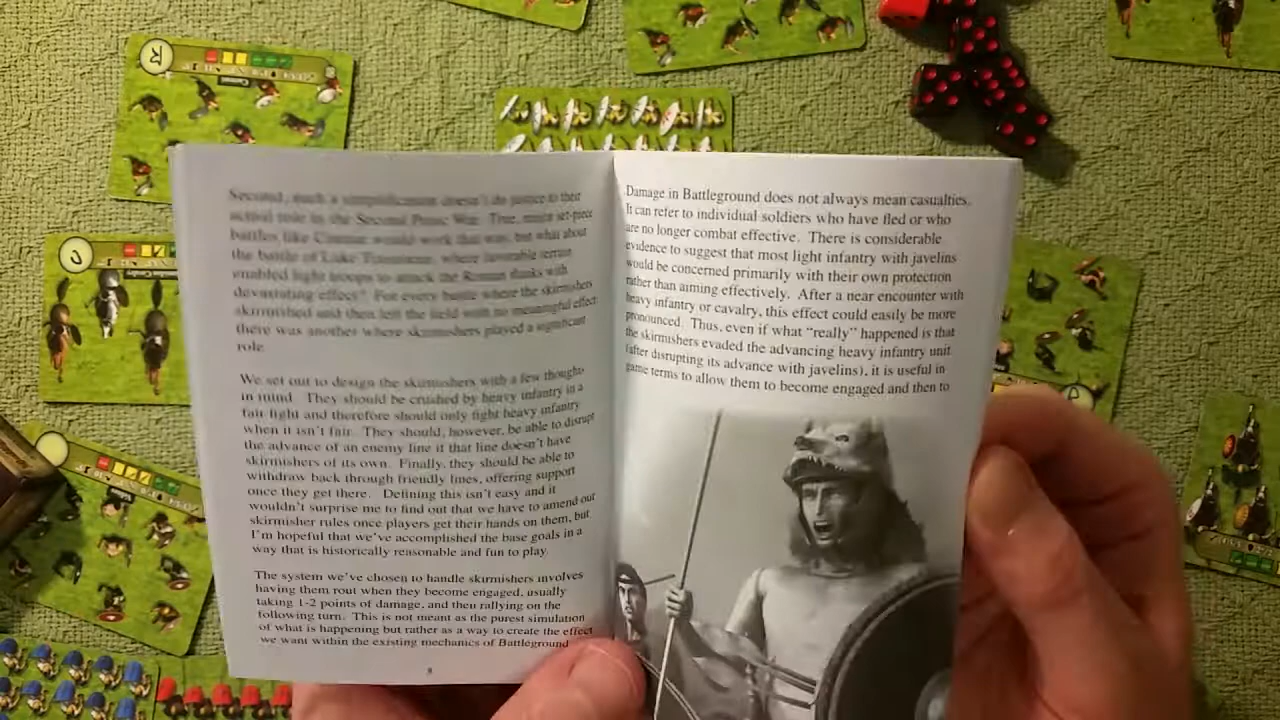 Second, such a simplification doesn't do justice to their
actual role in the Second Punic War. True, major set-piece
battles like Cannae would work that way, but what about
the battle of Lake Trasimene, where favorable terrain
enabled light troops to attack the Roman flanks with
devastating effect? For every battle where the skirmishers
skirmished and then left the field with no meaningful effect
there was another where skirmishers played a significant
role.
We set out to design the skirmishers with a few thoughts
in mind. They should be crushed by heavy infantry in a
fair fight and therefore should only fight heavy infantry
when it isn't fair. They should, however, be able to disrupt
the advance of an enemy line if that line doesn't have
skirmishers of its own. Finally, they should be able to
withdraw back through friendly lines, offering support
once they get there. Defining this isn't easy and it
wouldn't surprise me to find out that we have to amend our
skirmisher rules once players get their hands on them, but
I'm hopeful that we've accomplished the base goals in a
way that is historically reasonable and fun to play.
The system we've chosen to handle skirmishers involves
having them rout when they become engaged, usually
taking 1-2 points of damage, and then rallying on the
following turn. This is not meant as the purest simulation
of what is happening but rather as a way to create the effect
we want within the existing mechanics of Battleground
Damage in Battleground does not always mean casualties.
It can refer to individual soldiers who have fled or who
are no longer combat effective. There is considerable
evidence to suggest that most light infantry with javelins
would be concerned primarily with their own protection
rather than aiming effectively. After a near encounter with
heavy infantry or cavalry, this effect could easily be more
pronounced. Thus, even if what "really" happened is that
the skirmishers evaded the advancing heavy infantry unit
(after disrupting its advance with javelins), it is useful in
game terms to allow them to become engaged and then to